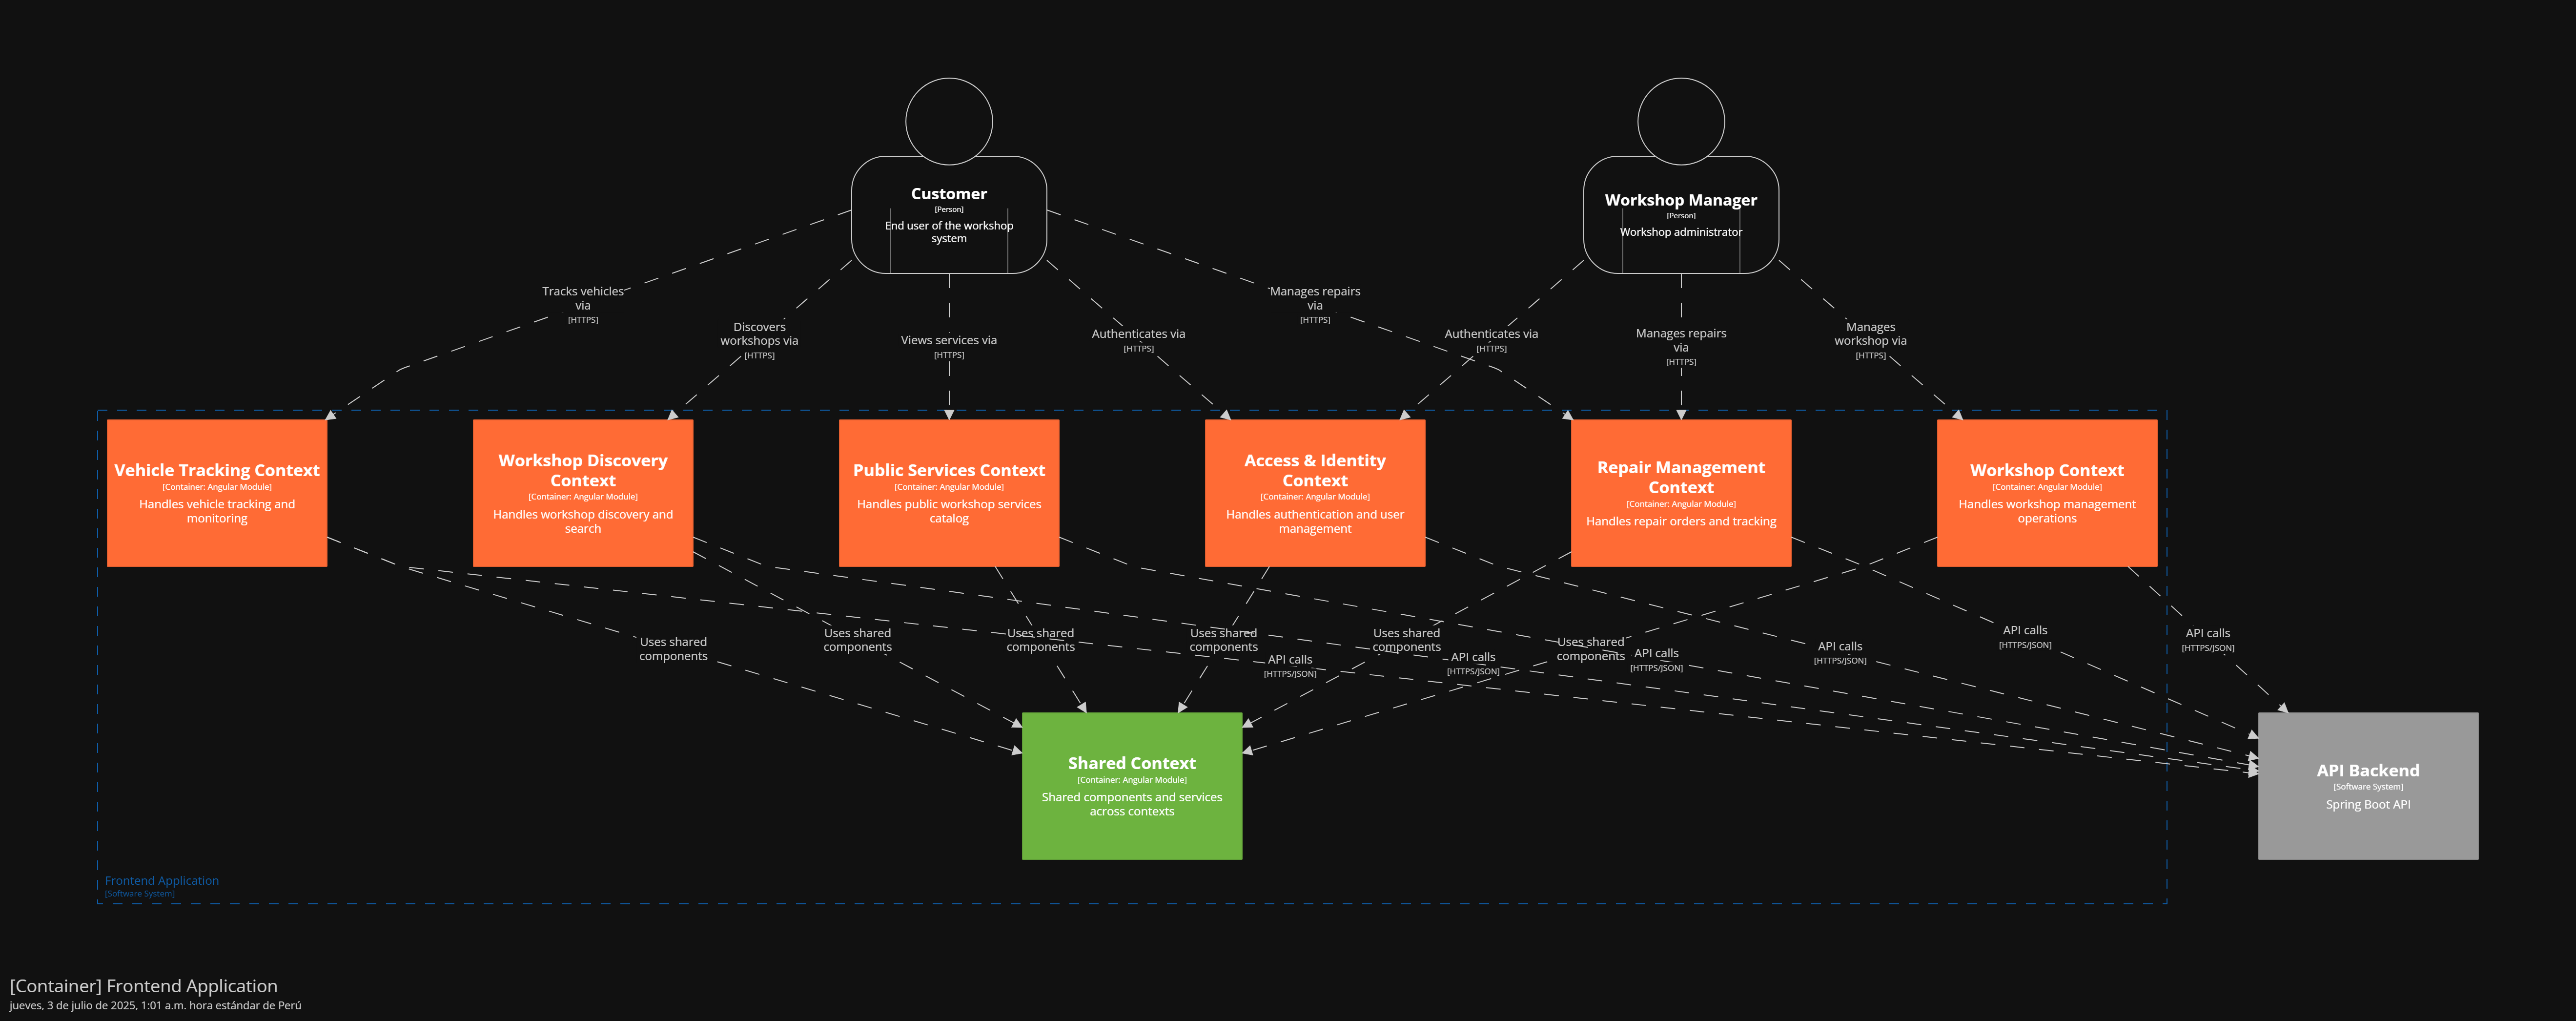 Customer
[Person]
End user of the workshop
system
Workshop Manager
[Person]
Workshop administrator
Tracks vehicles
via
[HTTPS]
Discovers
workshops via
[HTTPS]
Views services via
[HTTPS]
Authenticates via
[HTTPS]
Manages repairs
via
[HTTPS]
Authenticates via
[HTTPS]
Manages repairs
via
[HTTPS]
Manages
workshop via
[HTTPS]
Vehicle Tracking Context
[Container: Angular Module]
Handles vehicle tracking and
monitoring
Workshop Discovery
Context
[Container: Angular Module]
Handles workshop discovery and
search
Public Services Context
[Container: Angular Module]
Handles public workshop services
catalog
Access & Identity
Context
[Container: Angular Module]
Handles authentication and user
management
Repair Management
Context
[Container: Angular Module]
Handles repair orders and tracking
Workshop Context
[Container: Angular Module]
Handles workshop management
operations
Uses shared
components
Uses shared
components
Uses shared
components
Uses shared
components
API calls
[HTTPS/JSON]
Uses shared
components
API calls
[HTTPS/JSON]
Uses shared
components
API calls
[HTTPS/JSON]
API calls
[HTTPS/JSON]
API calls
[HTTPS/JSON]
API calls
[HTTPS/JSON]
Shared Context
[Container: Angular Module]
Shared components and services
across contexts
API Backend
[Software System]
Spring Boot API
Frontend Application
[Software System]
[Container] Frontend Application
jueves, 3 de julio de 2025, 1:01 a.m. hora estándar de Perú